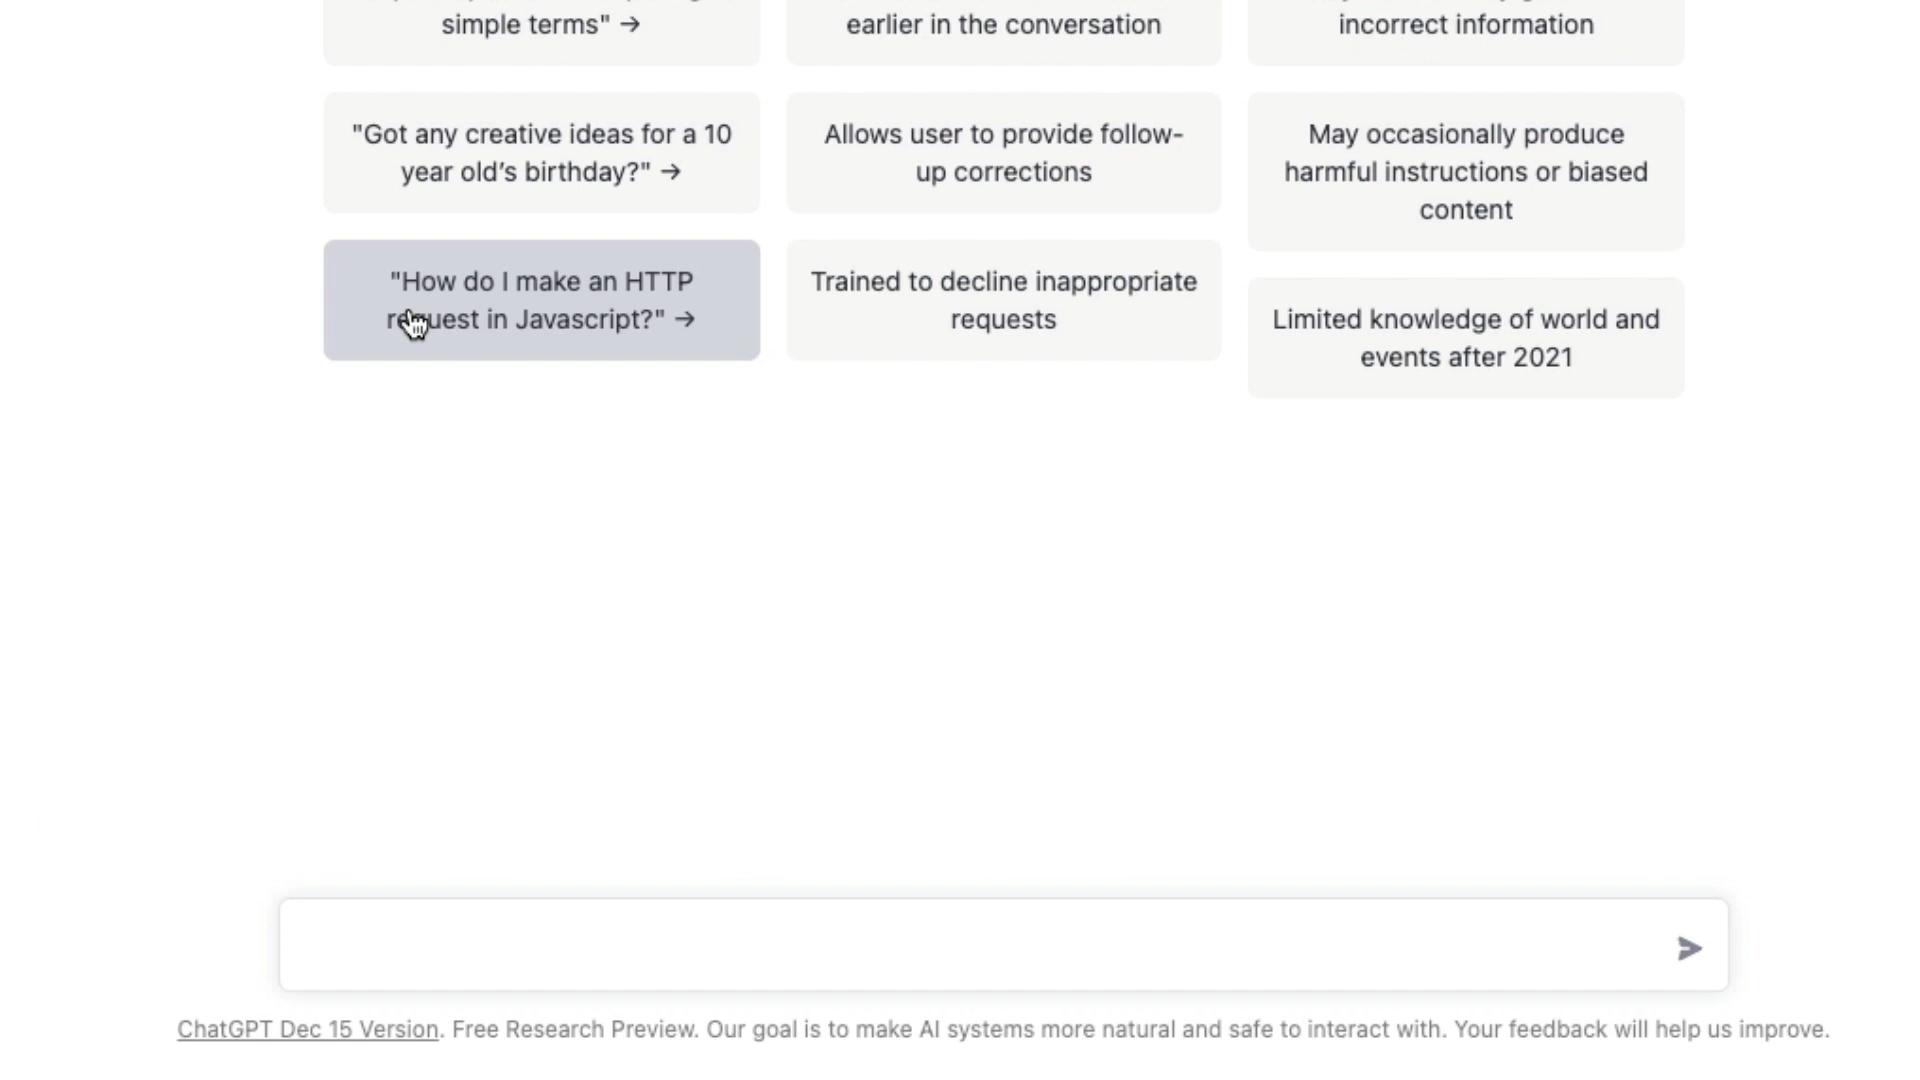 simple terms" →
"Got any creative ideas for a 10
year old’s birthday?" →
"How do I make an HTTP
request in Javascript?" →
earlier in the conversation
Allows user to provide follow-
up corrections
Trained to decline inappropriate
requests
incorrect information
May occasionally produce
harmful instructions or biased
content
Limited knowledge of world and
events after 2021
ChatGPT Dec 15 Version. Free Research Preview. Our goal is to make AI systems more natural and safe to interact with. Your feedback will help us improve.